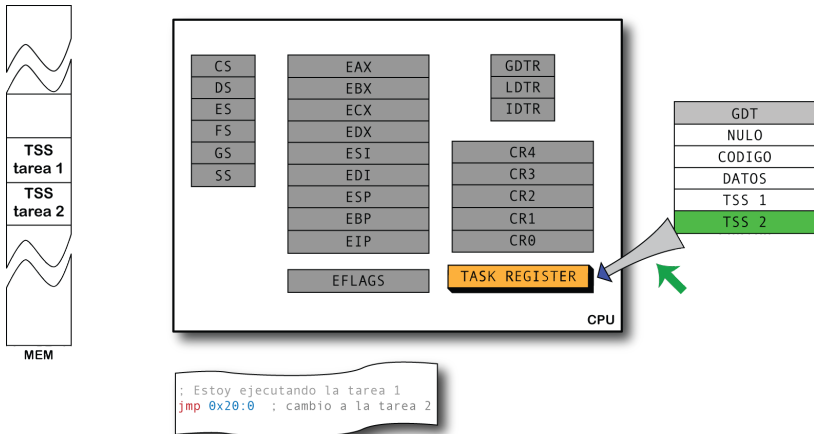 TSS
tarea 1
TSS
tarea 2
MEM
CS
DS
ES
FS
GS
SS
EAX
EBX
ECX
EDX
ESI
EDI
ESP
EBP
EIP
EFLAGS
GDTR
LDTR
IDTR
CR4
CR3
CR2
CR1
CR0
TASK REGISTER
CPU
GDT
NULO
CODIGO
DATOS
TSS 1
TSS 2
; Estoy ejecutando la tarea 1
jmp 0x20:0 ; cambio a la tarea 2